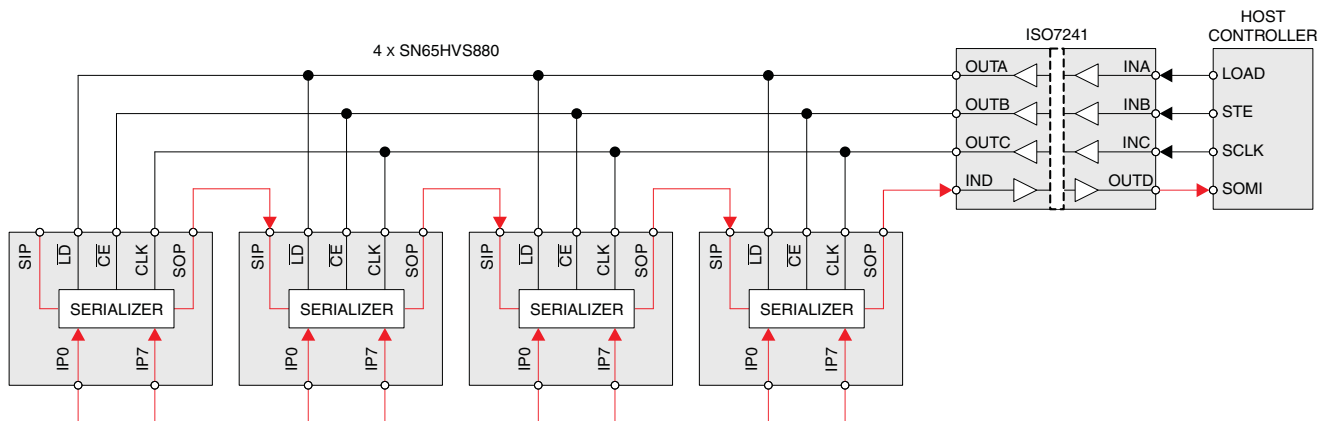 HOST
CONTROLLER
ISO7241
4 x SN65HVS880
OUTA INA LOAD
OUTB INB STE
OUTC INC SCLK
IND OUTD SOMI
SIP LD CE CLK SOP SIP LD CE CLK SOP SIP LD CE CLK SOP SIP LD CE CLK SOP
SERIALIZER SERIALIZER SERIALIZER SERIALIZER
IP0 IP7 IP0 IP7 IP0 IP7 IP0 IP7